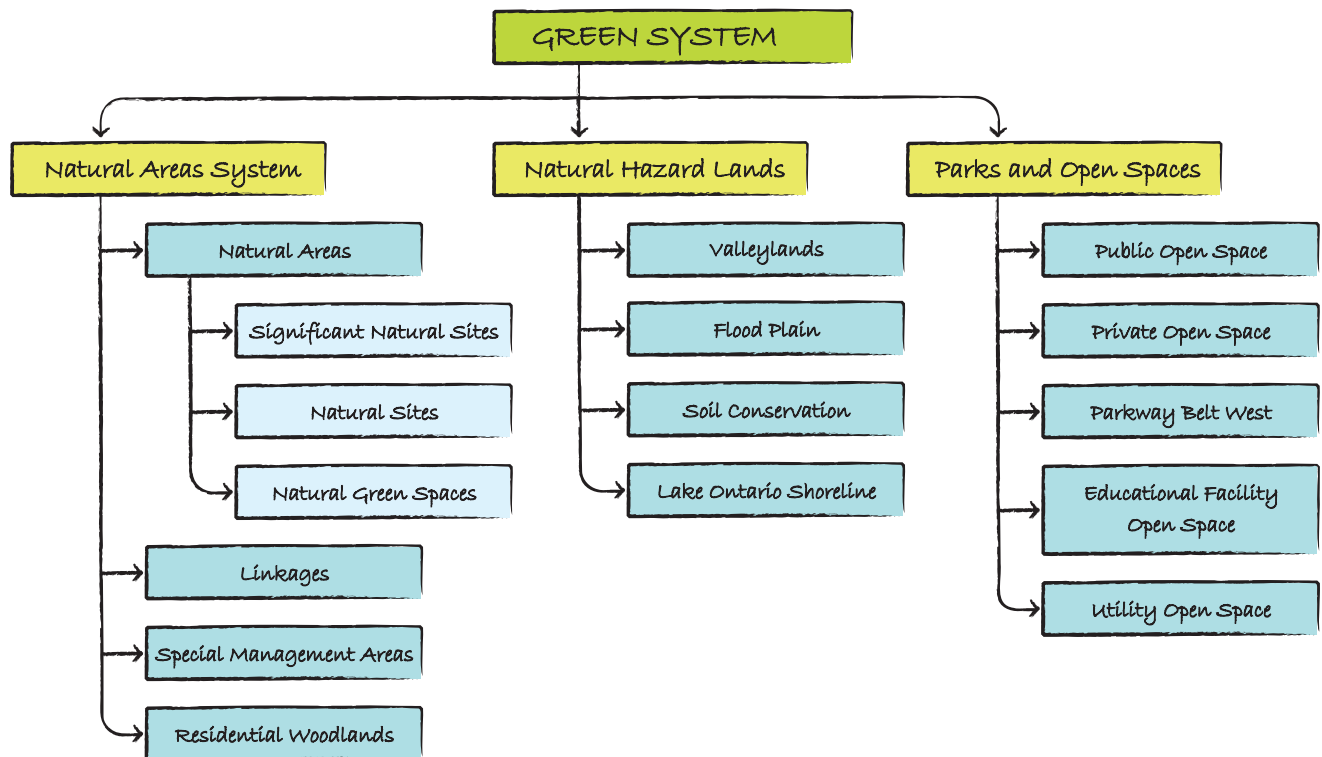 GREEN SYSTEM
Natural Areas System
Natural Areas
Significant Natural Sites
Natural Sites
Natural Green Spaces
Linkages
Special Management Areas
Residential Woodlands
Natural Hazard Lands
Valleylands
Flood Plain
Soil Conservation
Lake Ontario Shoreline
Parks and Open Spaces
Public Open Space
Private Open Space
Parkway Belt West
Educational Facility
Open Space
Utility Open Space